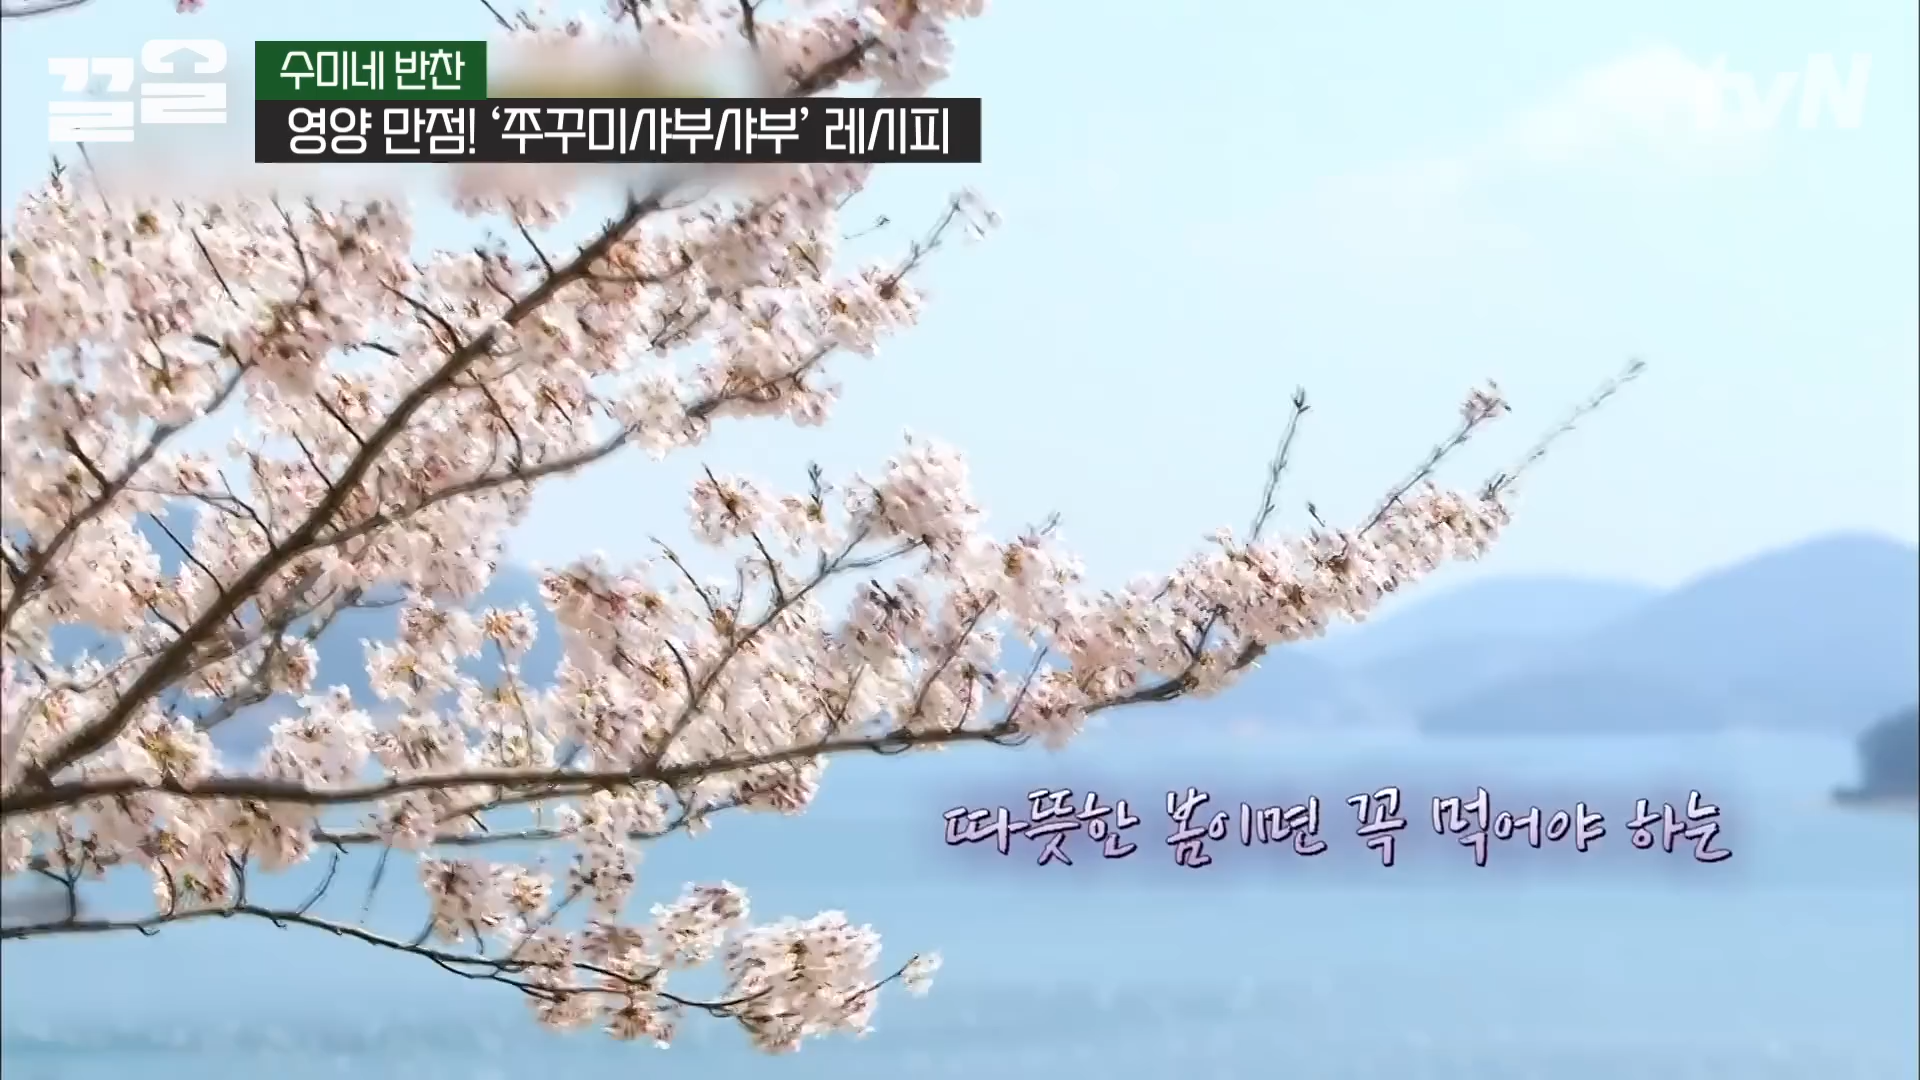 끌올
수미네 반찬
tvN
영양 만점! ‘쭈꾸미샤부샤부’ 레시피
따뜻한 봄이면 꼭 먹어야 하는